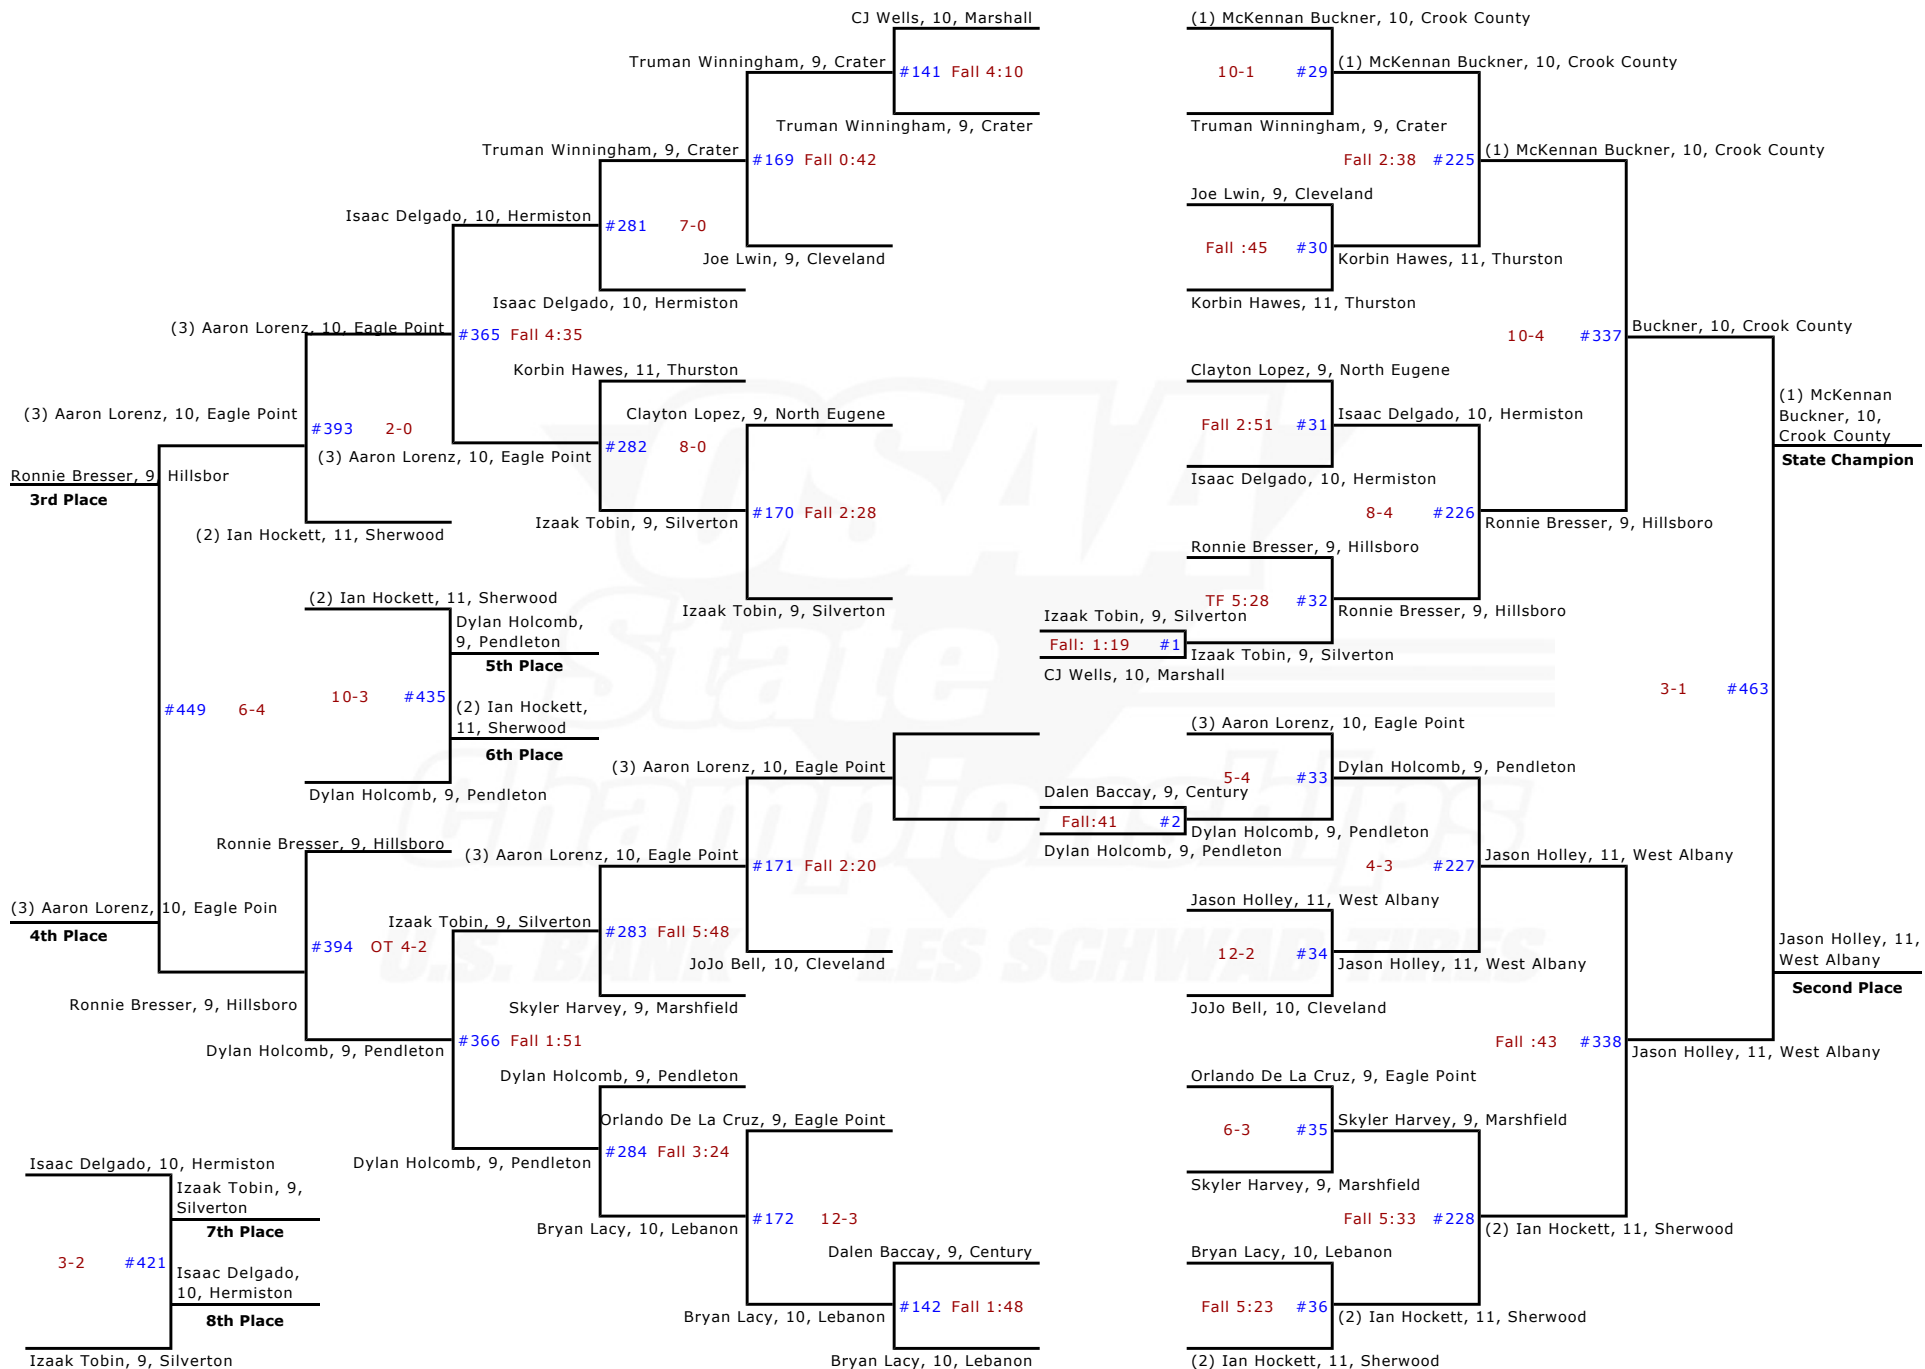 CJ Wells, 10, Marshall
(1) McKennan Buckner, 10, Crook County
Truman Winningham, 9, Crater
#141 Fall 4:10
10-1 #29
(1) McKennan Buckner, 10, Crook County
Truman Winningham, 9, Crater
Truman Winningham, 9, Crater
Truman Winningham, 9, Crater
#169 Fall 0:42
Fall 2:38 #225
(1) McKennan Buckner, 10, Crook County
Joe Lwin, 9, Cleveland
Isaac Delgado, 10, Hermiston
#281 7-0
Fall :45 #30
Joe Lwin, 9, Cleveland
Korbin Hawes, 11, Thurston
Isaac Delgado, 10, Hermiston
Korbin Hawes, 11, Thurston
(3) Aaron Lorenz, 10, Eagle Point
#365 Fall 4:35
10-4 #337
Buckner, 10, Crook County
Korbin Hawes, 11, Thurston
Clayton Lopez, 9, North Eugene
(1) McKennan
Buckner, 10,
Crook County
State Champion
(3) Aaron Lorenz, 10, Eagle Point
#393 2-0
Clayton Lopez, 9, North Eugene
Isaac Delgado, 10, Hermiston
Fall 2:51 #31
(3) Aaron Lorenz, 10, Eagle Point
#282 8-0
Ronnie Bresser, 9, Hillsbor
3rd Place
Isaac Delgado, 10, Hermiston
(2) Ian Hockett, 11, Sherwood
Izaak Tobin, 9, Silverton
#170 Fall 2:28
8-4 #226
Ronnie Bresser, 9, Hillsboro
Ronnie Bresser, 9, Hillsboro
(2) Ian Hockett, 11, Sherwood
Izaak Tobin, 9, Silverton
TF 5:28 #32
Ronnie Bresser, 9, Hillsboro
Dylan Holcomb,
9, Pendleton
5th Place
Izaak Tobin, 9, Silverton
Fall: 1:19 #1
Izaak Tobin, 9, Silverton
CJ Wells, 10, Marshall
10-3 #435
#449 6-4
(2) Ian Hockett,
11, Sherwood
6th Place
3-1 #463
(3) Aaron Lorenz, 10, Eagle Point
Dylan Holcomb, 9, Pendleton
(3) Aaron Lorenz, 10, Eagle Point
5-4 #33
Dylan Holcomb, 9, Pendleton
Dalen Baccay, 9, Century
Fall:41 #2
Dylan Holcomb, 9, Pendleton
Dylan Holcomb, 9, Pendleton
Ronnie Bresser, 9, Hillsboro
(3) Aaron Lorenz, 10, Eagle Point
#171 Fall 2:20
4-3 #227
Jason Holley, 11, West Albany
(3) Aaron Lorenz, 10, Eagle Poin
4th Place
Izaak Tobin, 9, Silverton
#283 Fall 5:48
Jason Holley, 11, West Albany
#394 OT 4-2
12-2 #34
Jason Holley, 11, West Albany
JoJo Bell, 10, Cleveland
Jason Holley, 11,
West Albany
Second Place
Ronnie Bresser, 9, Hillsboro
Skyler Harvey, 9, Marshfield
JoJo Bell, 10, Cleveland
Dylan Holcomb, 9, Pendleton
#366 Fall 1:51
Fall :43 #338
Jason Holley, 11, West Albany
Dylan Holcomb, 9, Pendleton
Orlando De La Cruz, 9, Eagle Point
Orlando De La Cruz, 9, Eagle Point
6-3 #35
Skyler Harvey, 9, Marshfield
Dylan Holcomb, 9, Pendleton
#284 Fall 3:24
Isaac Delgado, 10, Hermiston
Izaak Tobin, 9,
Silverton
7th Place
Skyler Harvey, 9, Marshfield
Bryan Lacy, 10, Lebanon
#172 12-3
Fall 5:33 #228
(2) Ian Hockett, 11, Sherwood
Dalen Baccay, 9, Century
Bryan Lacy, 10, Lebanon
3-2 #421
Isaac Delgado,
10, Hermiston
8th Place
Bryan Lacy, 10, Lebanon
#142 Fall 1:48
Fall 5:23 #36
(2) Ian Hockett, 11, Sherwood
Izaak Tobin, 9, Silverton
Bryan Lacy, 10, Lebanon
(2) Ian Hockett, 11, Sherwood
OSAA
State
Championships
U.S. BANK LES SCHWAB TIRES